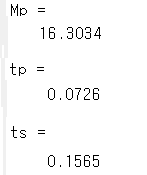 Mp =
16.3034
tp =
0.0726
ts =
0.1565